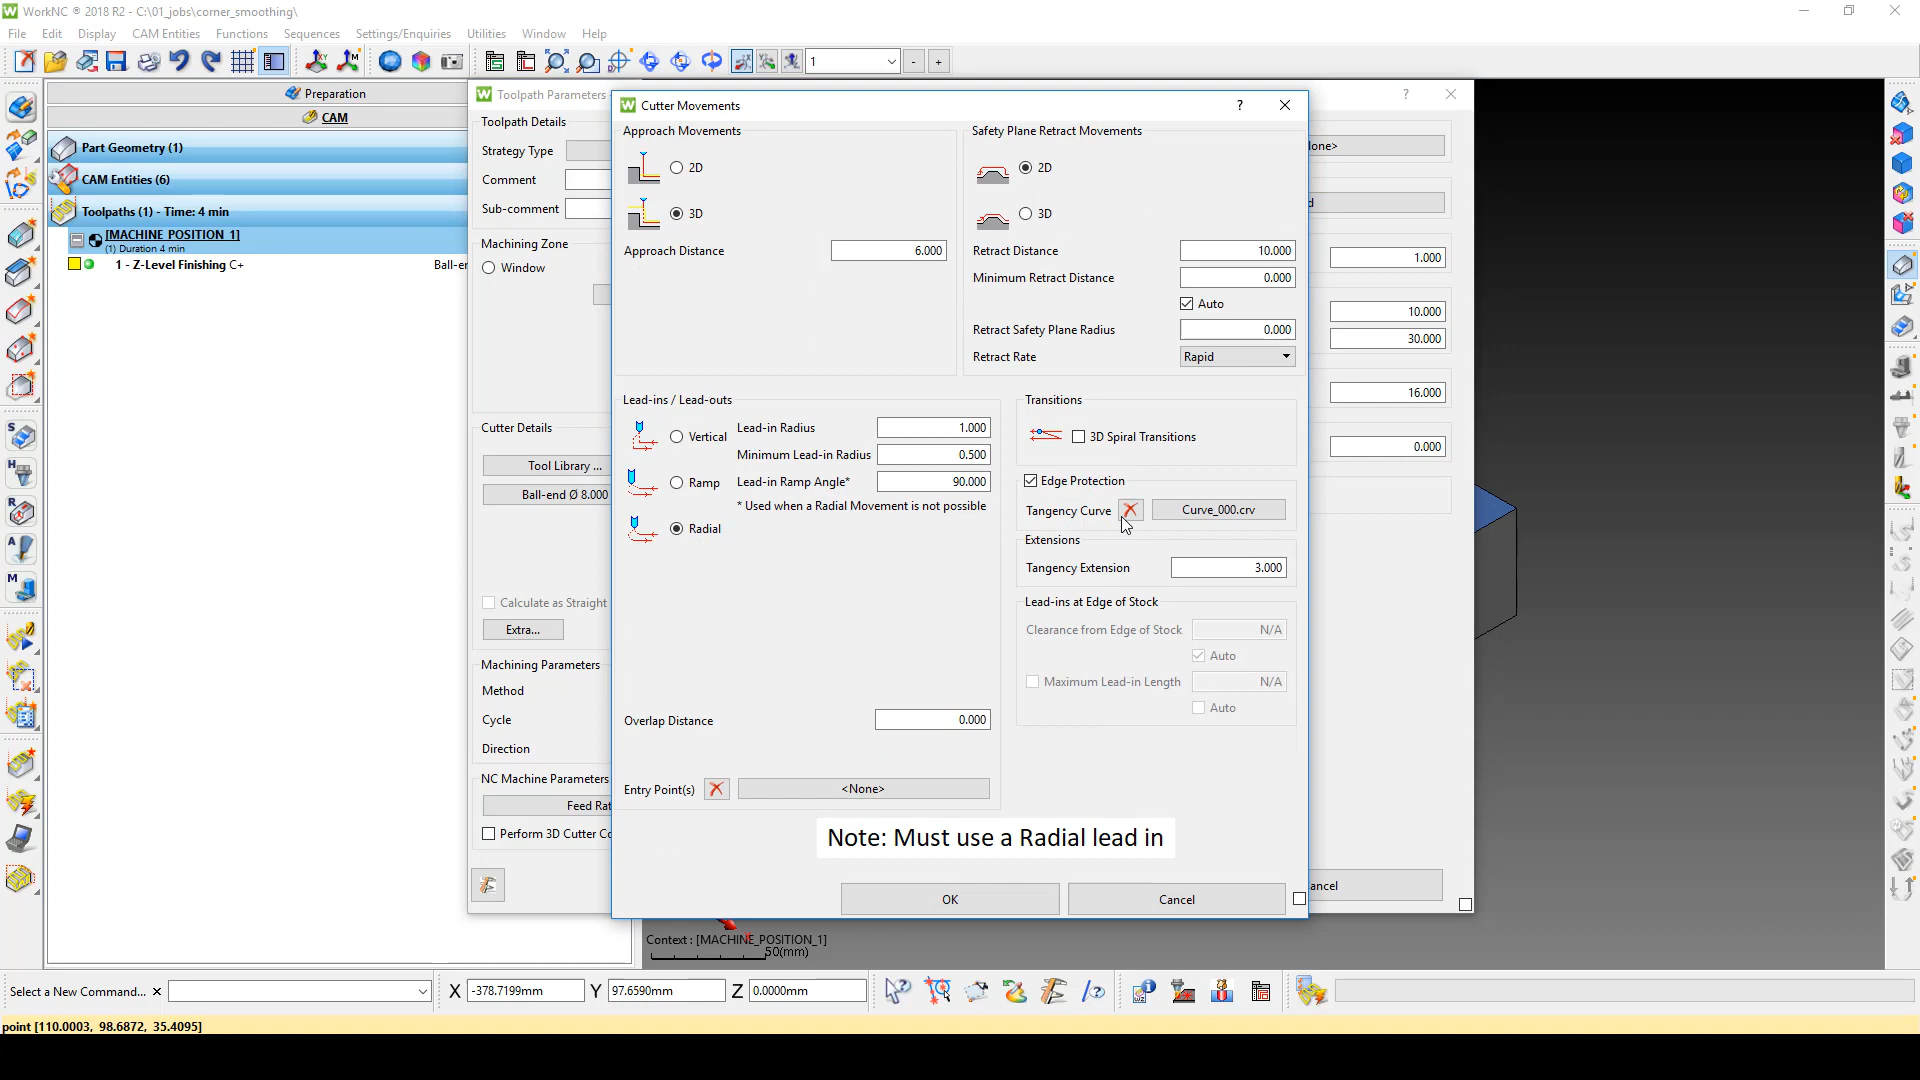 WorkNC ® 2018 R2 - C:\01_jobs\corner_smoothing\
File Edit Display CAM Entities Functions Sequences Settings/Enquiries Utilities Window Help
1
- +
Preparation
CAM
Part Geometry (1)
CAM Entities (6)
Toolpaths (1) - Time: 4 min
[MACHINE_POSITION_1]
(1) Duration 4 min
1 - Z-Level Finishing C+ Ball-er
Toolpath Parameters -
Toolpath Details
Strategy Type
Comment
Sub-comment
Machining Zone
Window
Cutter Details
Tool Library ...
Ball-end Ø 8.000
Calculate as Straight
Extra...
Machining Parameters
Method
Cycle
Direction
NC Machine Parameters
Feed Rat
Perform 3D Cutter Co
Cutter Movements
Approach Movements
2D
3D
Approach Distance 6.000
Safety Plane Retract Movements
2D
3D
Retract Distance 10.000
Minimum Retract Distance 0.000
Auto
Retract Safety Plane Radius 0.000
Retract Rate Rapid
Lead-ins / Lead-outs
Vertical
Ramp
Radial
Lead-in Radius 1.000
Minimum Lead-in Radius 0.500
Lead-in Ramp Angle* 90.000
* Used when a Radial Movement is not possible
Overlap Distance 0.000
Entry Point(s) <None>
Transitions
3D Spiral Transitions
Edge Protection
Tangency Curve Curve_000.crv
Extensions
Tangency Extension 3.000
Lead-ins at Edge of Stock
Clearance from Edge of Stock N/A
Auto
Maximum Lead-in Length N/A
Auto
Note: Must use a Radial lead in
OK Cancel
lone>
d
1.000
10.000
30.000
16.000
0.000
ancel
Context : [MACHINE_POSITION_1]
50(mm)
Select a New Command...
X -378.7199mm Y 97.6590mm Z 0.0000mm
point [110.0003, 98.6872, 35.4095]